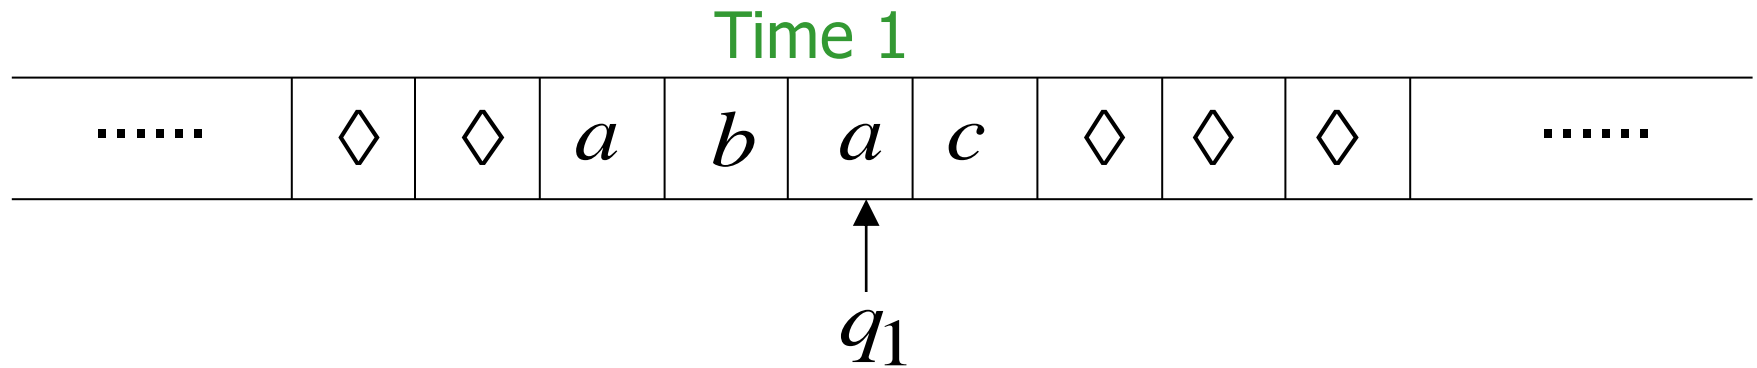 Time 1
...... ◊ ◊ a b a c ◊ ◊ ◊ ......
q₁